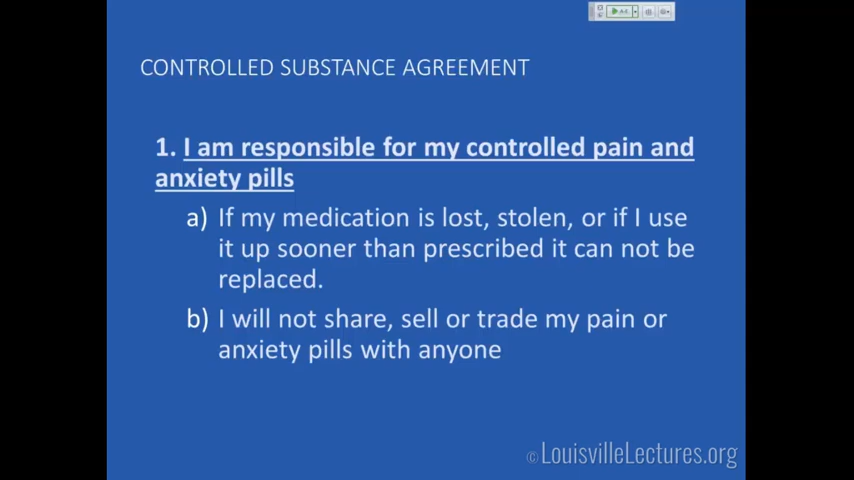 CONTROLLED SUBSTANCE AGREEMENT
1. I am responsible for my controlled pain and
anxiety pills
a) If my medication is lost, stolen, or if I use
it up sooner than prescribed it can not be
replaced.
b) I will not share, sell or trade my pain or
anxiety pills with anyone
© LouisvilleLectures.org